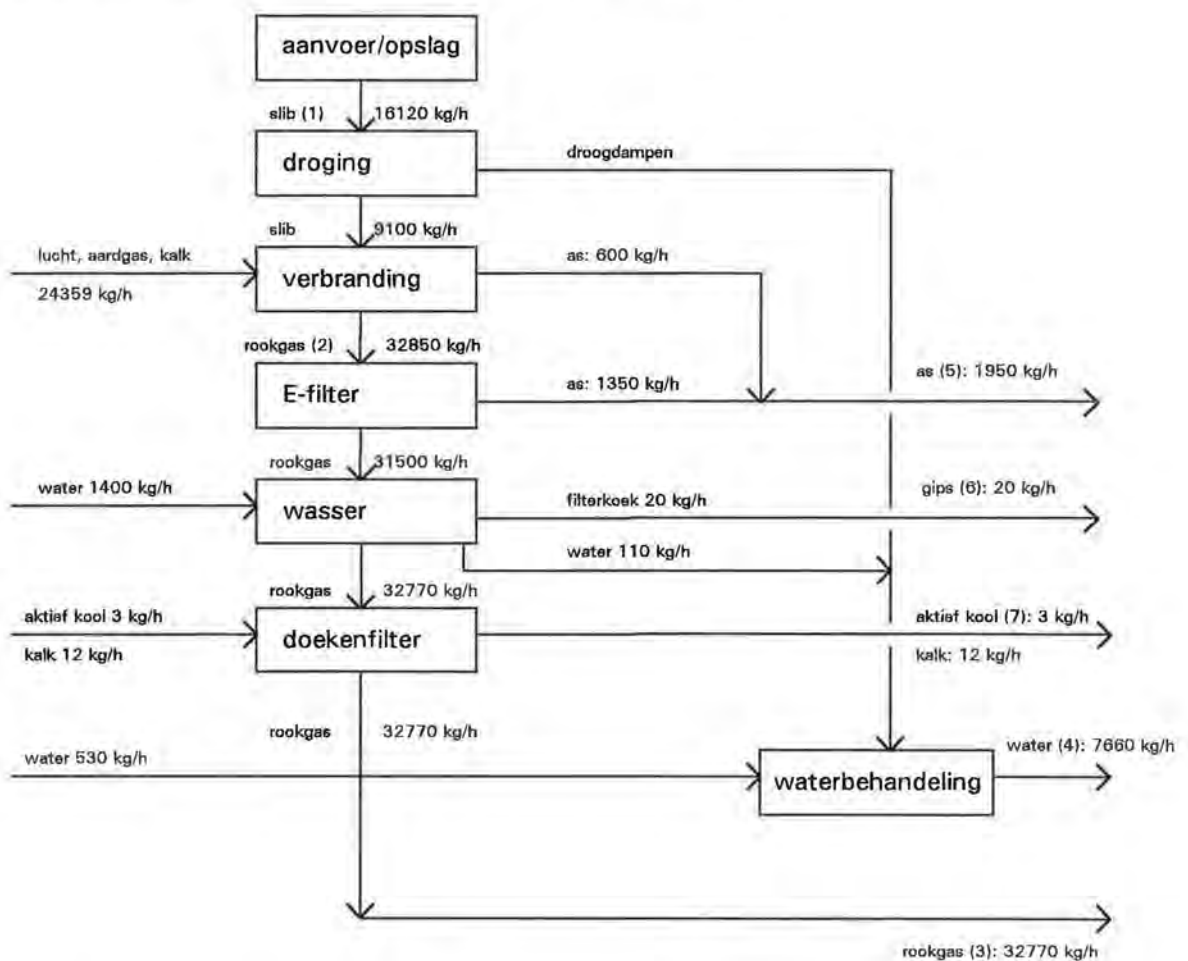 aanvoer/opslag
slib (1) 16120 kg/h
droging
droogdampen
slib 9100 kg/h
lucht, aardgas, kalk
24359 kg/h
verbranding
as: 600 kg/h
rookgas (2) 32850 kg/h
E-filter
as: 1350 kg/h
as (5): 1950 kg/h
rookgas 31500 kg/h
water 1400 kg/h
wasser
filterkoek 20 kg/h
gips (6): 20 kg/h
water 110 kg/h
rookgas 32770 kg/h
aktief kool 3 kg/h
kalk 12 kg/h
doekenfilter
aktief kool (7): 3 kg/h
kalk: 12 kg/h
rookgas 32770 kg/h
water 530 kg/h
waterbehandeling
water (4): 7660 kg/h
rookgas (3): 32770 kg/h